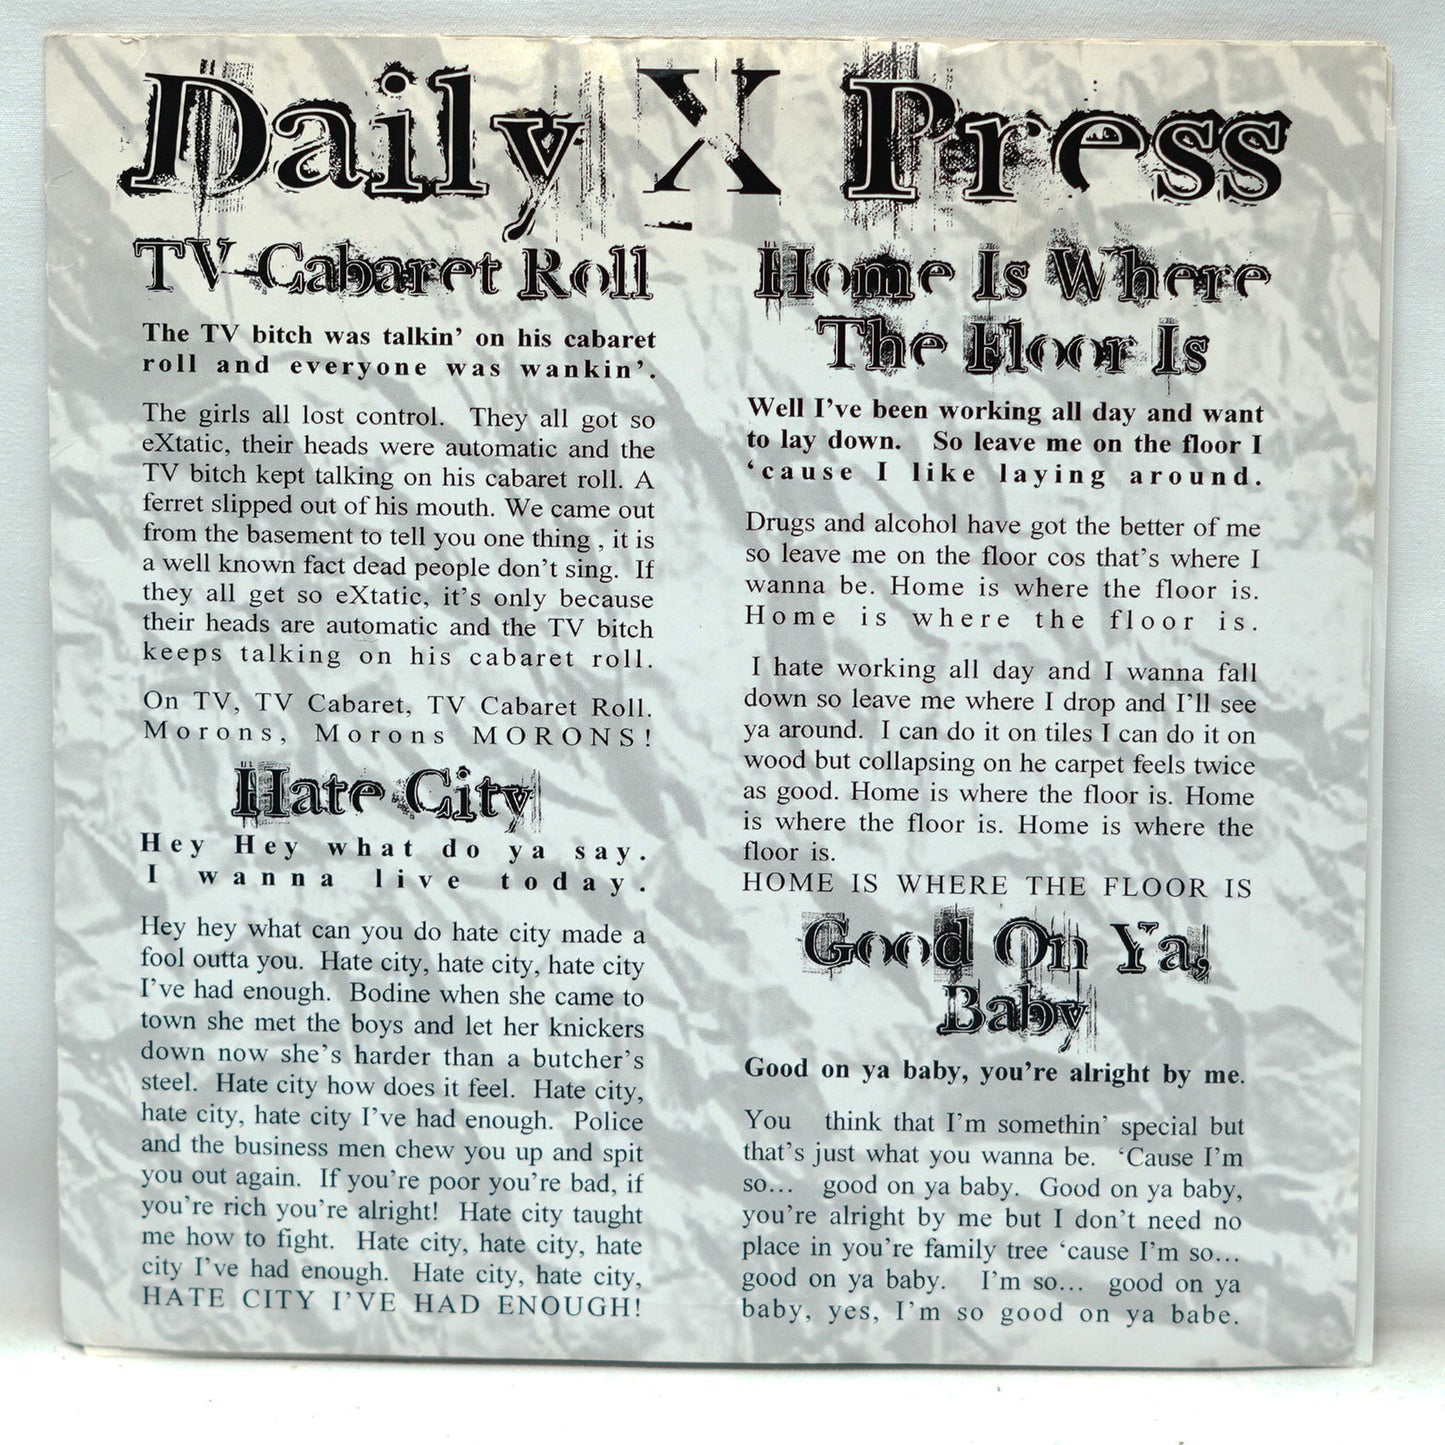 Daily X Press
TV Cabaret Roll
The TV bitch was talkin’ on his cabaret
roll and everyone was wankin’.
The girls all lost control. They all got so
eXtatic, their heads were automatic and the
TV bitch kept talking on his cabaret roll. A
ferret slipped out of his mouth. We came out
from the basement to tell you one thing , it is
a well known fact dead people don’t sing. If
they all get so eXtatic, it’s only because
their heads are automatic and the TV bitch
keeps talking on his cabaret roll.
On TV, TV Cabaret, TV Cabaret Roll.
Morons, Morons MORONS!
Hate City
Hey Hey what do ya say.
I wanna live today.
Hey hey what can you do hate city made a
fool outta you. Hate city, hate city, hate city
I’ve had enough. Bodine when she came to
town she met the boys and let her knickers
down now she’s harder than a butcher’s
steel. Hate city how does it feel. Hate city,
hate city, hate city I’ve had enough. Police
and the business men chew you up and spit
you out again. If you’re poor you’re bad, if
you’re rich you’re alright! Hate city taught
me how to fight. Hate city, hate city, hate
city I’ve had enough. Hate city, hate city,
HATE CITY I’VE HAD ENOUGH!
Home Is Where
The Floor Is
Well I’ve been working all day and want
to lay down. So leave me on the floor I
‘cause I like laying around.
Drugs and alcohol have got the better of me
so leave me on the floor cos that’s where I
wanna be. Home is where the floor is.
Home is where the floor is.
I hate working all day and I wanna fall
down so leave me where I drop and I’ll see
ya around. I can do it on tiles I can do it on
wood but collapsing on he carpet feels twice
as good. Home is where the floor is. Home
is where the floor is. Home is where the
floor is.
HOME IS WHERE THE FLOOR IS
Good On Ya,
Baby
Good on ya baby, you’re alright by me.
You think that I’m somethin’ special but
that’s just what you wanna be. ‘Cause I’m
so… good on ya baby. Good on ya baby,
you’re alright by me but I don’t need no
place in you’re family tree ‘cause I’m so…
good on ya baby. I’m so… good on ya
baby, yes, I’m so good on ya babe.